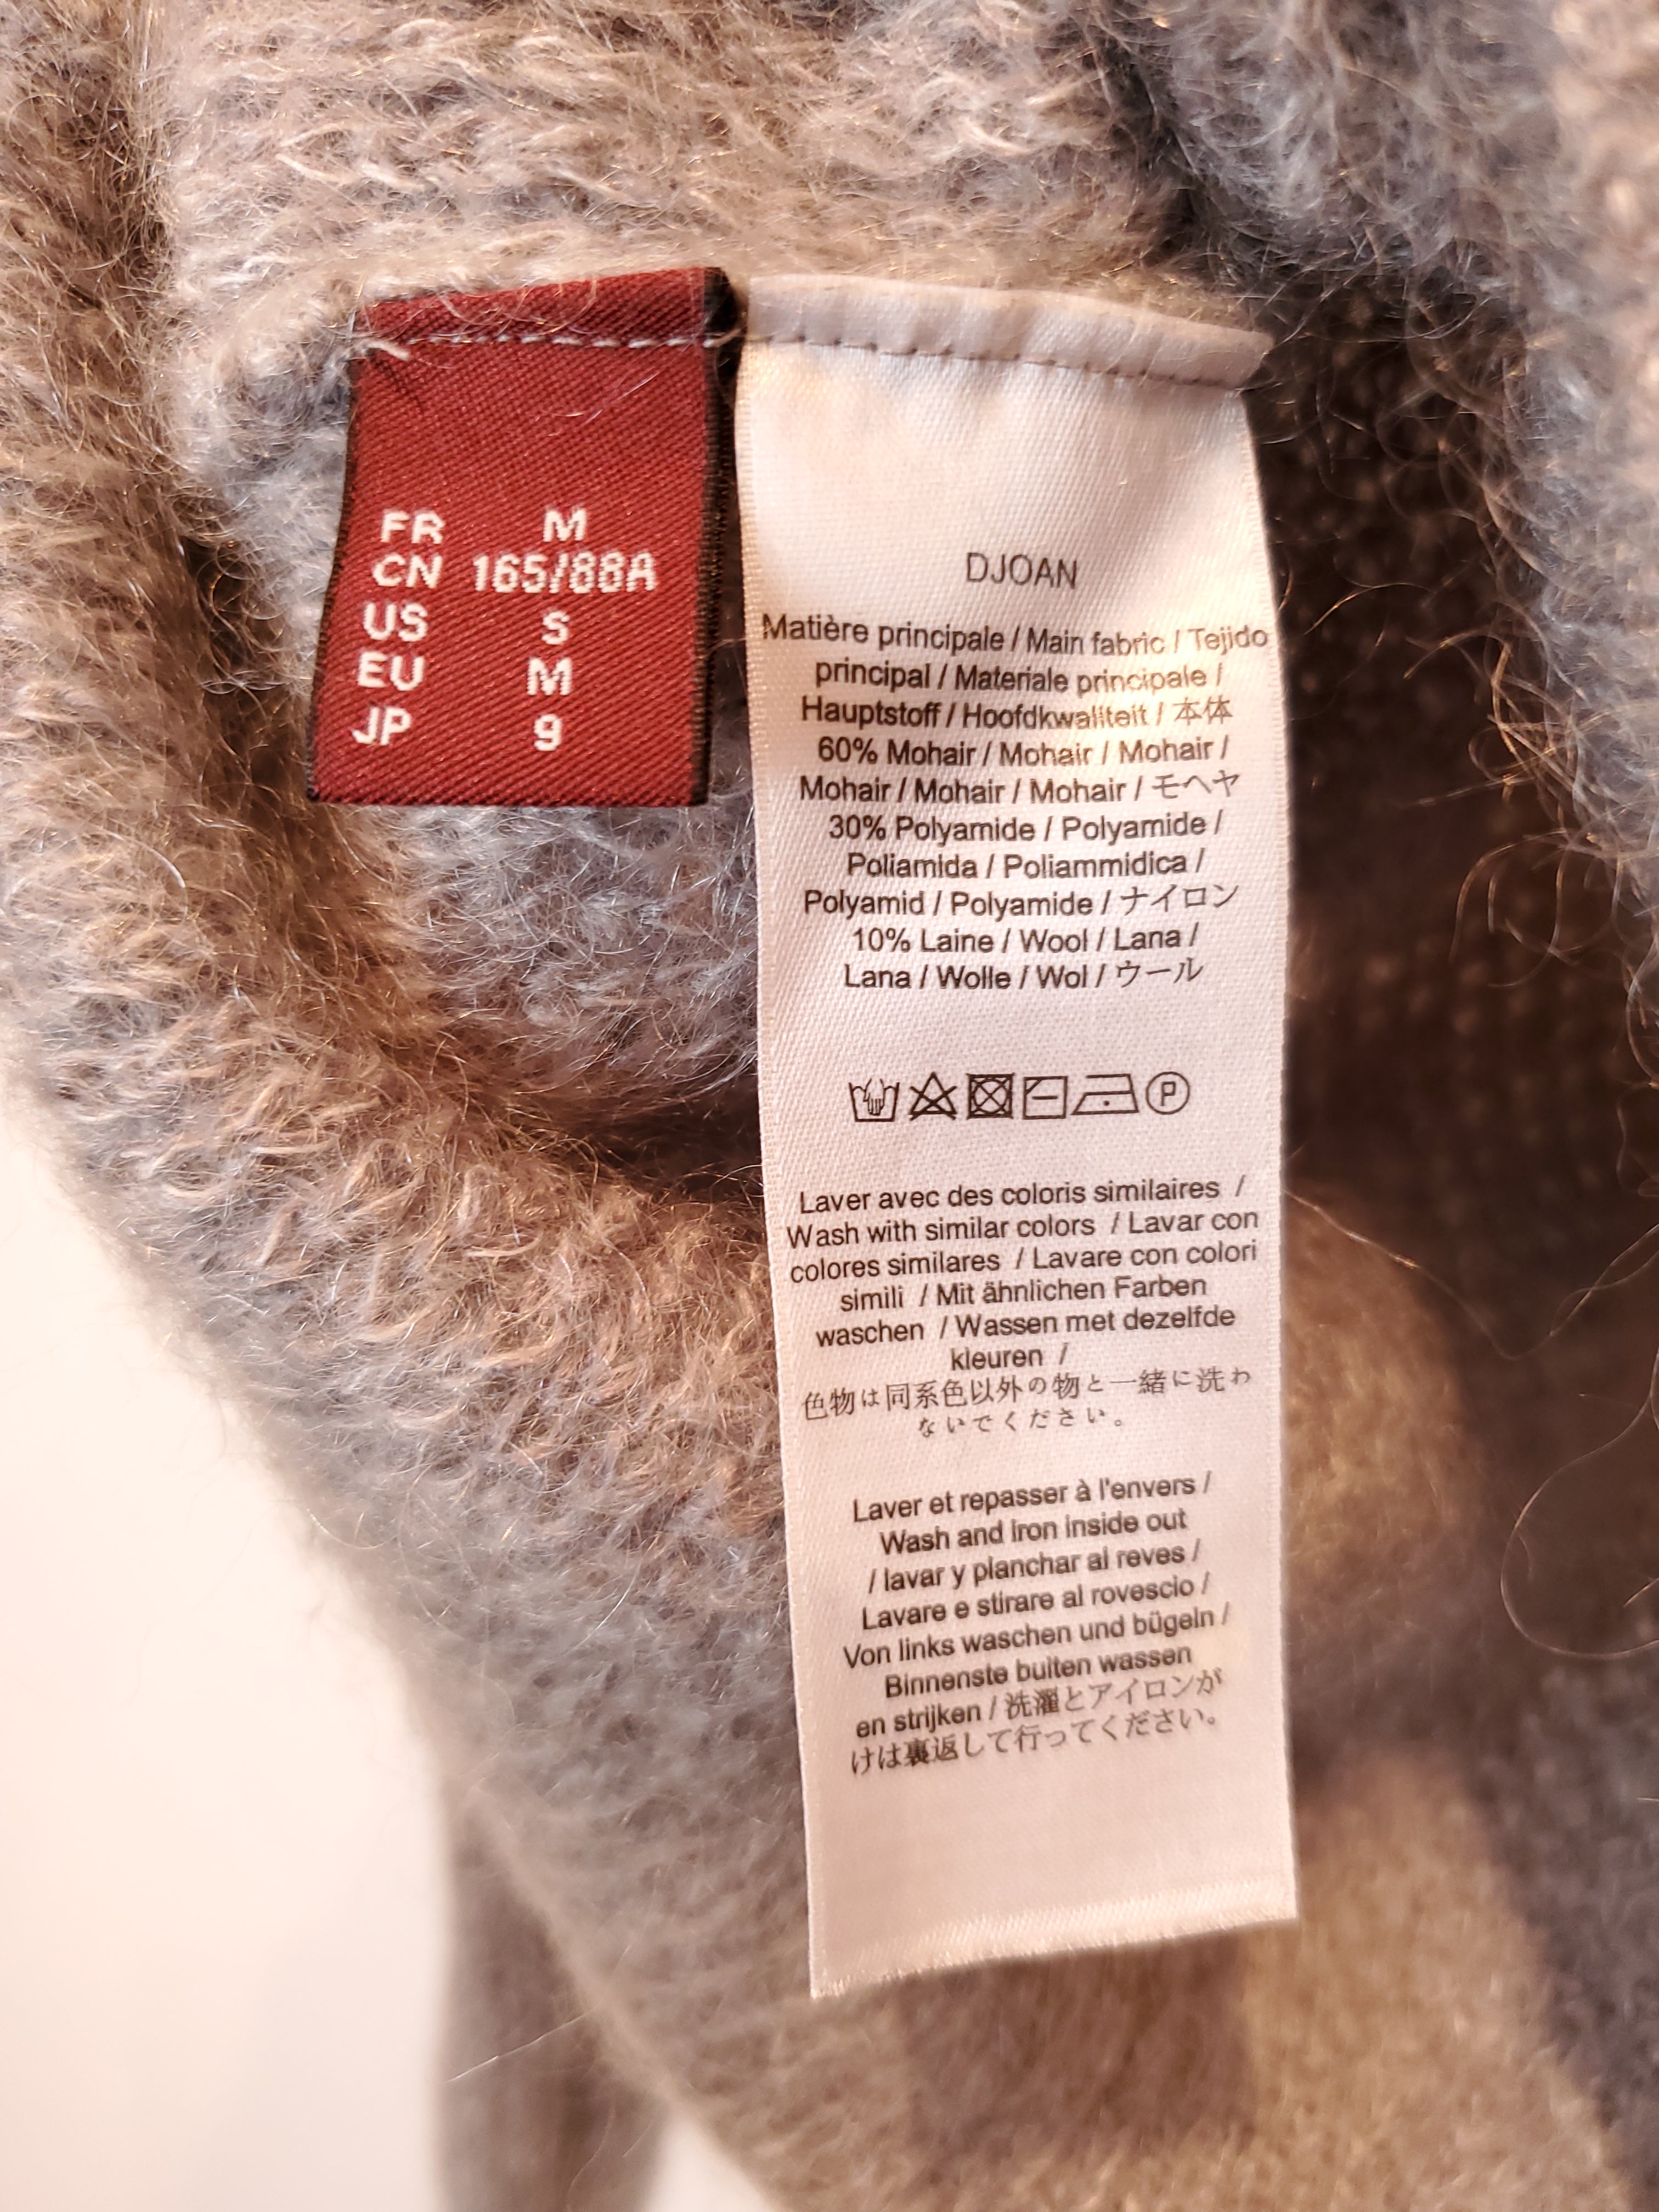 FR M
CN 165/88A
US S
EU M
JP 9
DJOAN
Matière principale / Main fabric / Tejido
principal / Materiale principale /
Hauptstoff / Hoofdkwaliteit / 本体
60% Mohair / Mohair / Mohair /
Mohair / Mohair / Mohair / モヘヤ
30% Polyamide / Polyamide /
Poliamida / Poliammidica /
Polyamid / Polyamide / ナイロン
10% Laine / Wool / Lana /
Lana / Wolle / Wol / ウール
P
Laver avec des coloris similaires /
Wash with similar colors / Lavar con
colores similares / Lavare con colori
simili / Mit ähnlichen Farben
waschen / Wassen met dezelfde
kleuren /
色物は同系色以外の物と一緒に洗わ
ないでください。
Laver et repasser à l'envers /
Wash and iron inside out
/ lavar y planchar al reves /
Lavare e stirare al rovescio /
Von links waschen und bügeln /
Binnenste buiten wassen
en strijken / 洗濯とアイロンが
けは裏返して行ってください。